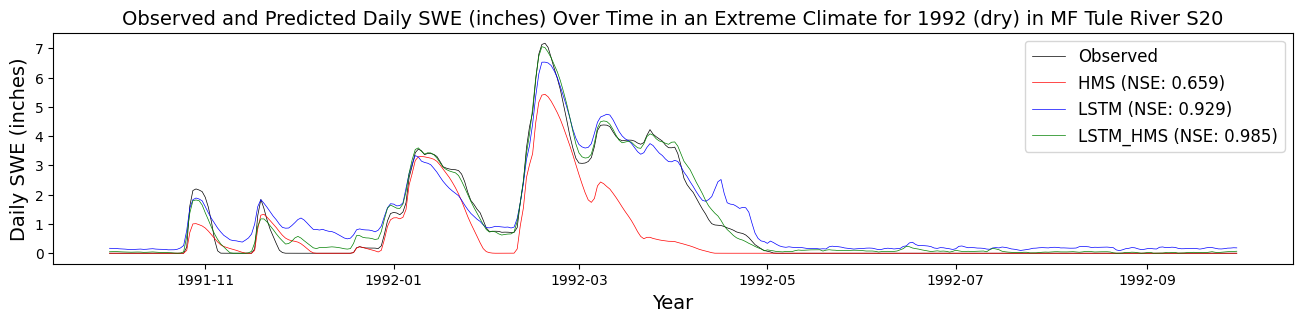 Observed and Predicted Daily SWE (inches) Over Time in an Extreme Climate for 1992 (dry) in MF Tule River S20
Daily SWE (inches)
7
6
5
4
3
2
1
0
Observed
HMS (NSE: 0.659)
LSTM (NSE: 0.929)
LSTM_HMS (NSE: 0.985)
1991-11 1992-01 1992-03 1992-05 1992-07 1992-09
Year